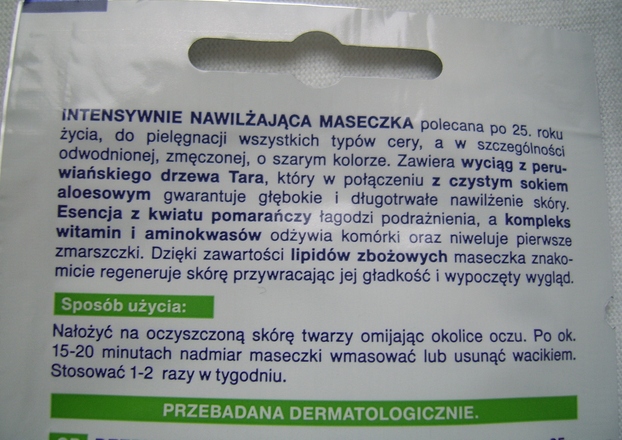 INTENSYWNIE NAWILŻAJĄCA MASECZKA polecana po 25. roku
życia, do pielęgnacji wszystkich typów cery, a w szczególności
odwodnionej, zmęczonej, o szarym kolorze. Zawiera wyciąg z peru-
wiańskiego drzewa Tara, który w połączeniu z czystym sokiem
aloesowym gwarantuje głębokie i długotrwałe nawilżenie skóry.
Esencja z kwiatu pomarańczy łagodzi podrażnienia, a kompleks
witamin i aminokwasów odżywia komórki oraz niweluje pierwsze
zmarszczki. Dzięki zawartości lipidów zbożowych maseczka znako-
micie regeneruje skórę przywracając jej gładkość i wypoczęty wygląd.
Sposób użycia:
Nałożyć na oczyszczoną skórę twarzy omijając okolice oczu. Po ok.
15-20 minutach nadmiar maseczki wmasować lub usunąć wacikiem.
Stosować 1-2 razy w tygodniu.
PRZEBADANA DERMATOLOGICZNIE.